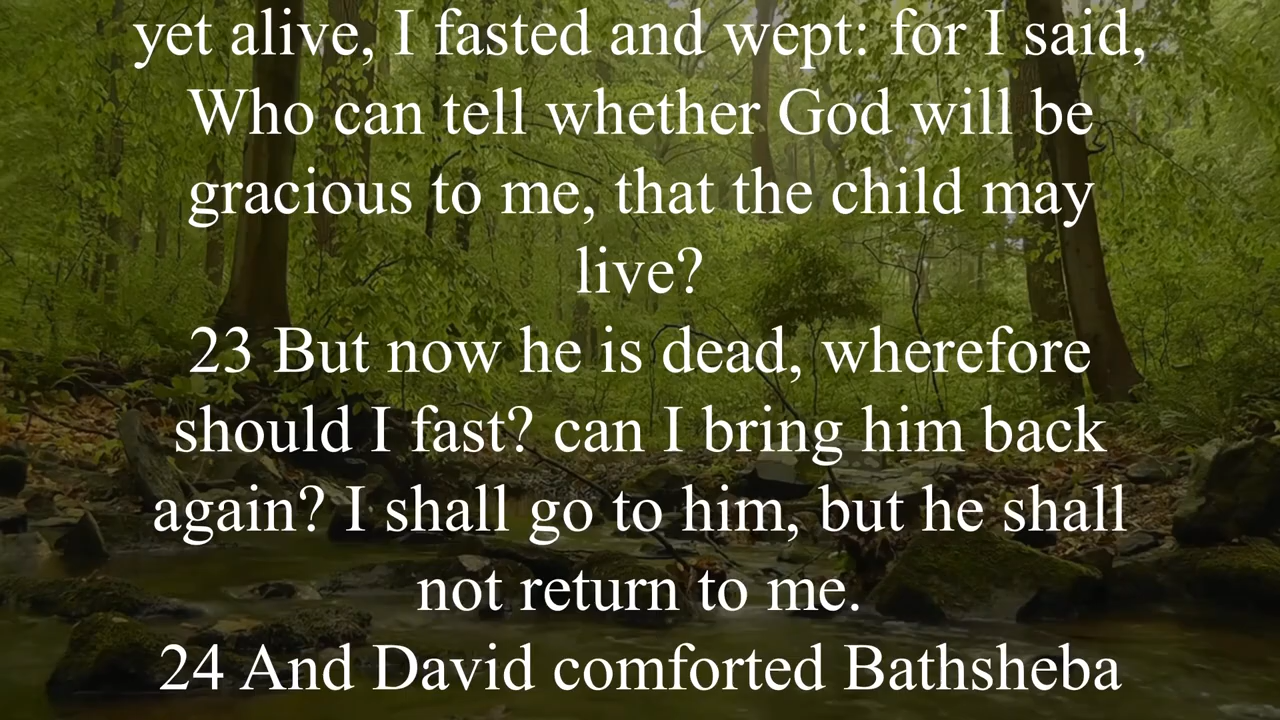 yet alive, I fasted and wept: for I said,
Who can tell whether God will be
gracious to me, that the child may
live?
23 But now he is dead, wherefore
should I fast? can I bring him back
again? I shall go to him, but he shall
not return to me.
24 And David comforted Bathsheba